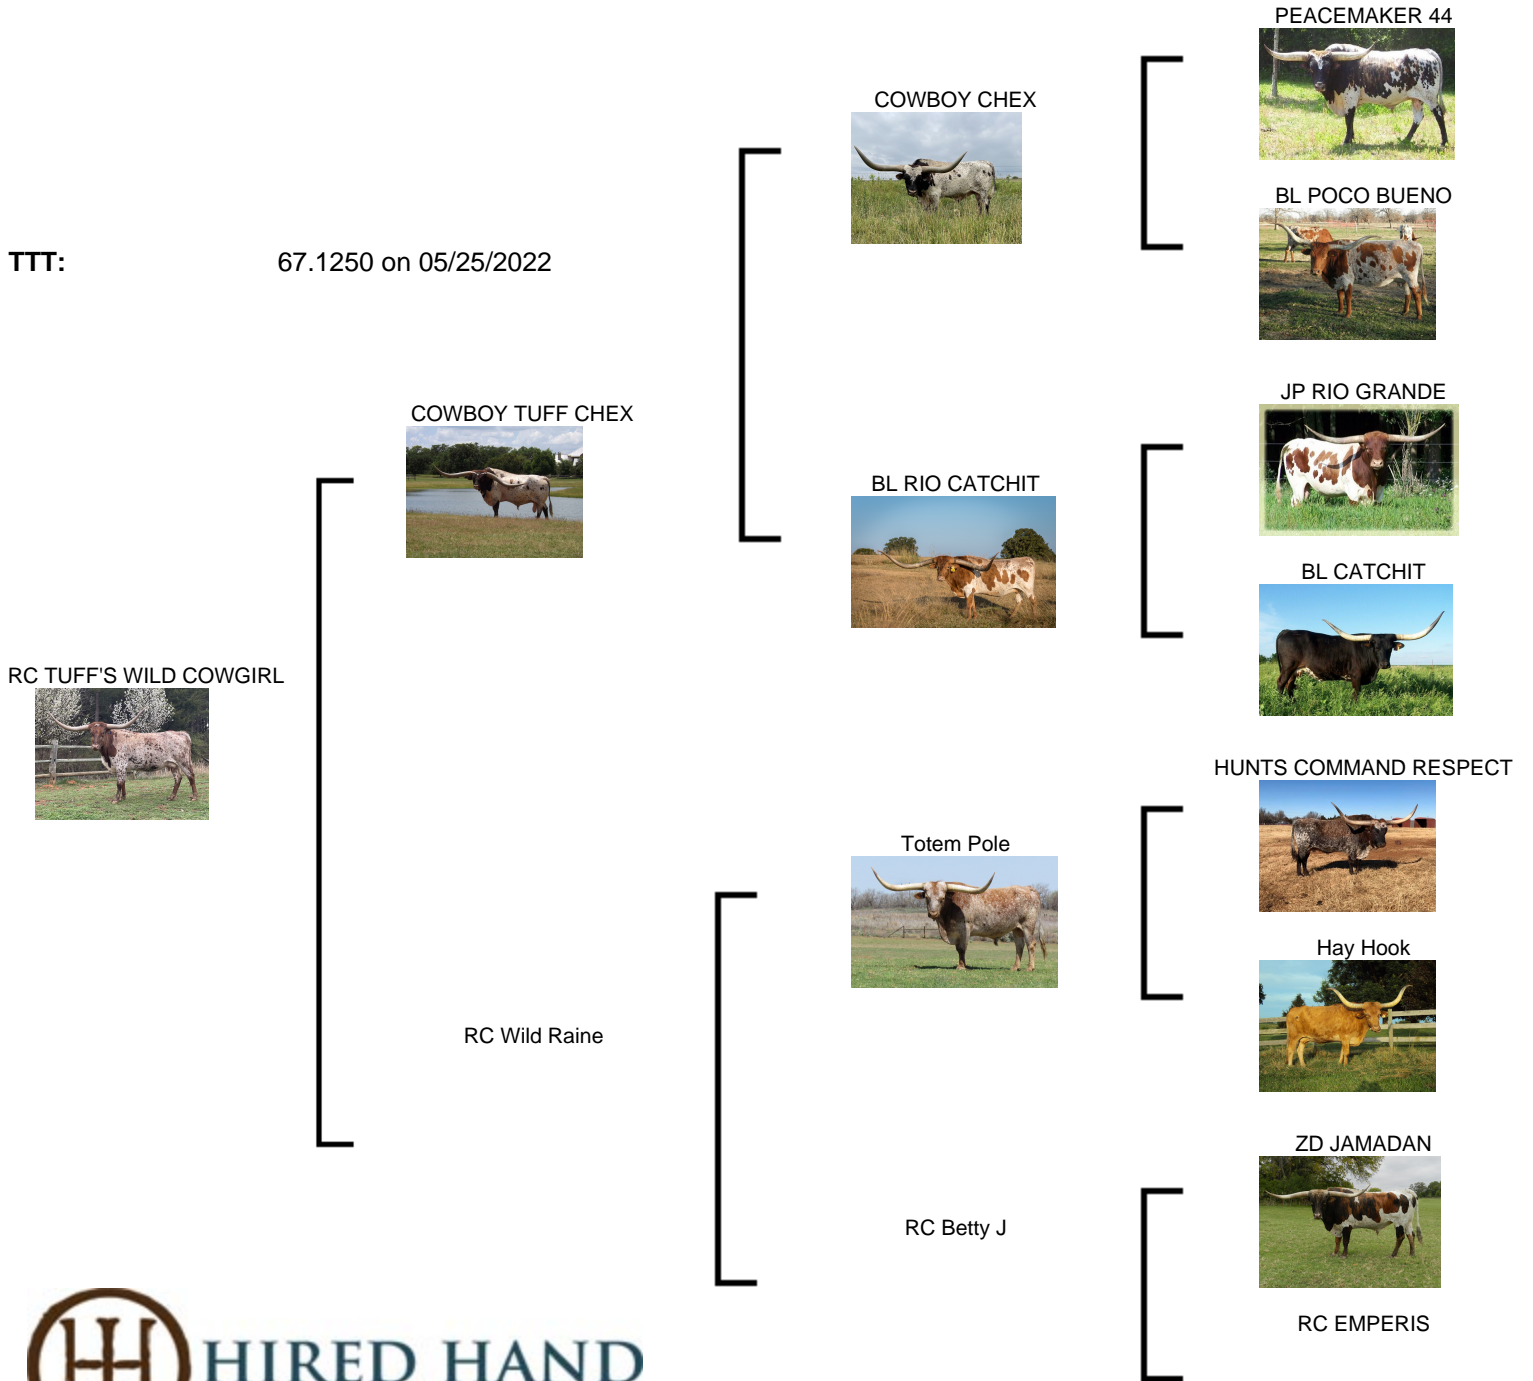 PEACEMAKER 44
COWBOY CHEX
BL POCO BUENO
TTT: 67.1250 on 05/25/2022
JP RIO GRANDE
COWBOY TUFF CHEX
BL RIO CATCHIT
BL CATCHIT
RC TUFF'S WILD COWGIRL
HUNTS COMMAND RESPECT
Totem Pole
Hay Hook
RC Wild Raine
ZD JAMADAN
RC Betty J
RC EMPERIS
HIRED HAND